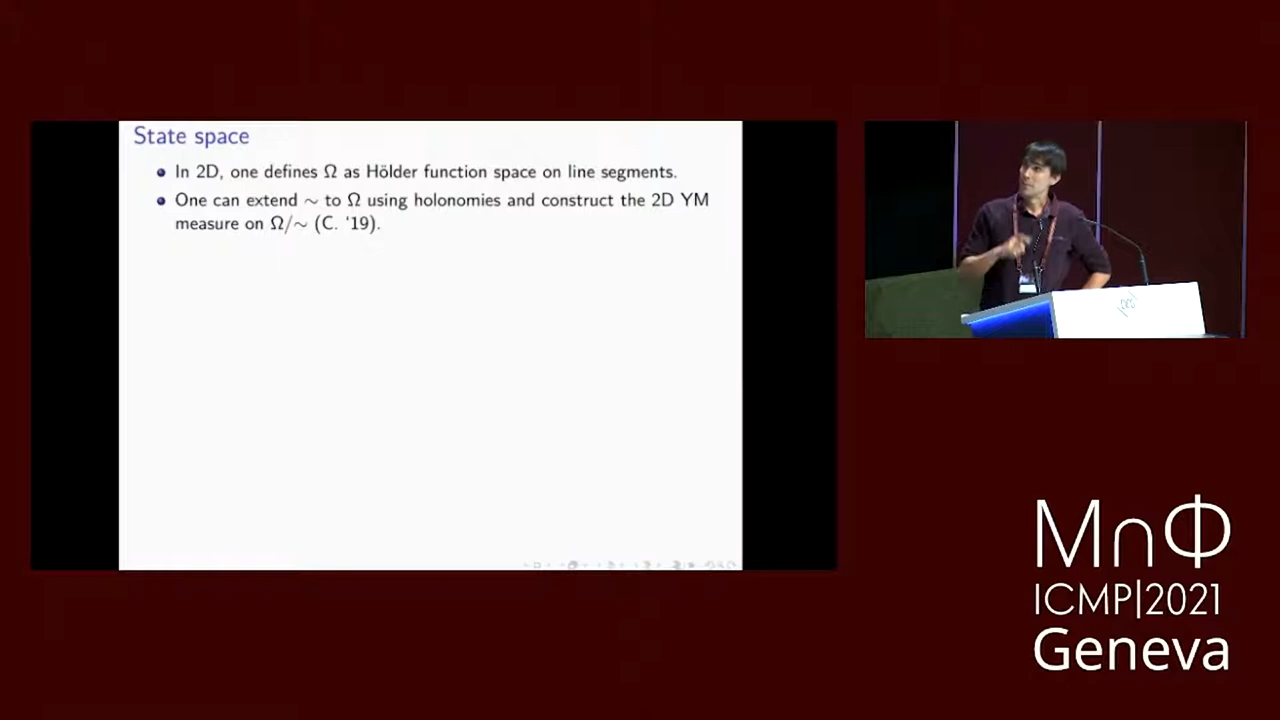 State space
In 2D, one defines Ω as Hölder function space on line segments.
One can extend ∼ to Ω using holonomies and construct the 2D YM
measure on Ω/∼ (C. ‘19).
M∩Φ
ICMP|2021
Geneva